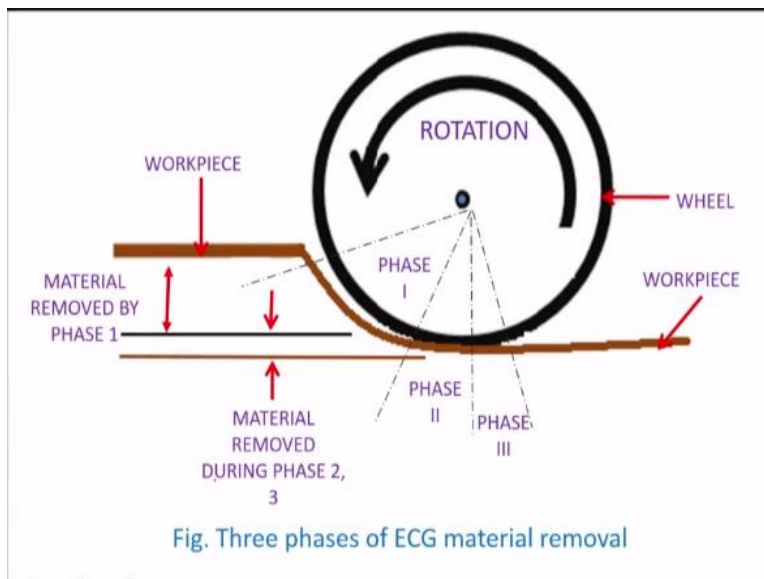 ROTATION
WORKPIECE
WHEEL
PHASE
I
MATERIAL
REMOVED BY
PHASE 1
WORKPIECE
PHASE
II
PHASE
III
MATERIAL
REMOVED
DURING PHASE 2,
3
Fig. Three phases of ECG material removal